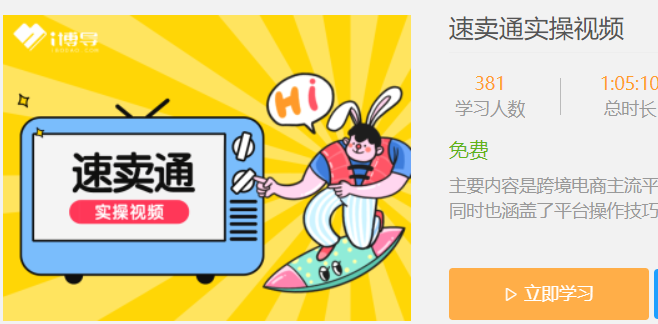 i博导
Hi
速卖通
实操视频
速卖通实操视频
381
学习人数
1:05:10
总时长
免费
主要内容是跨境电商主流平
同时也涵盖了平台操作技巧
立即学习